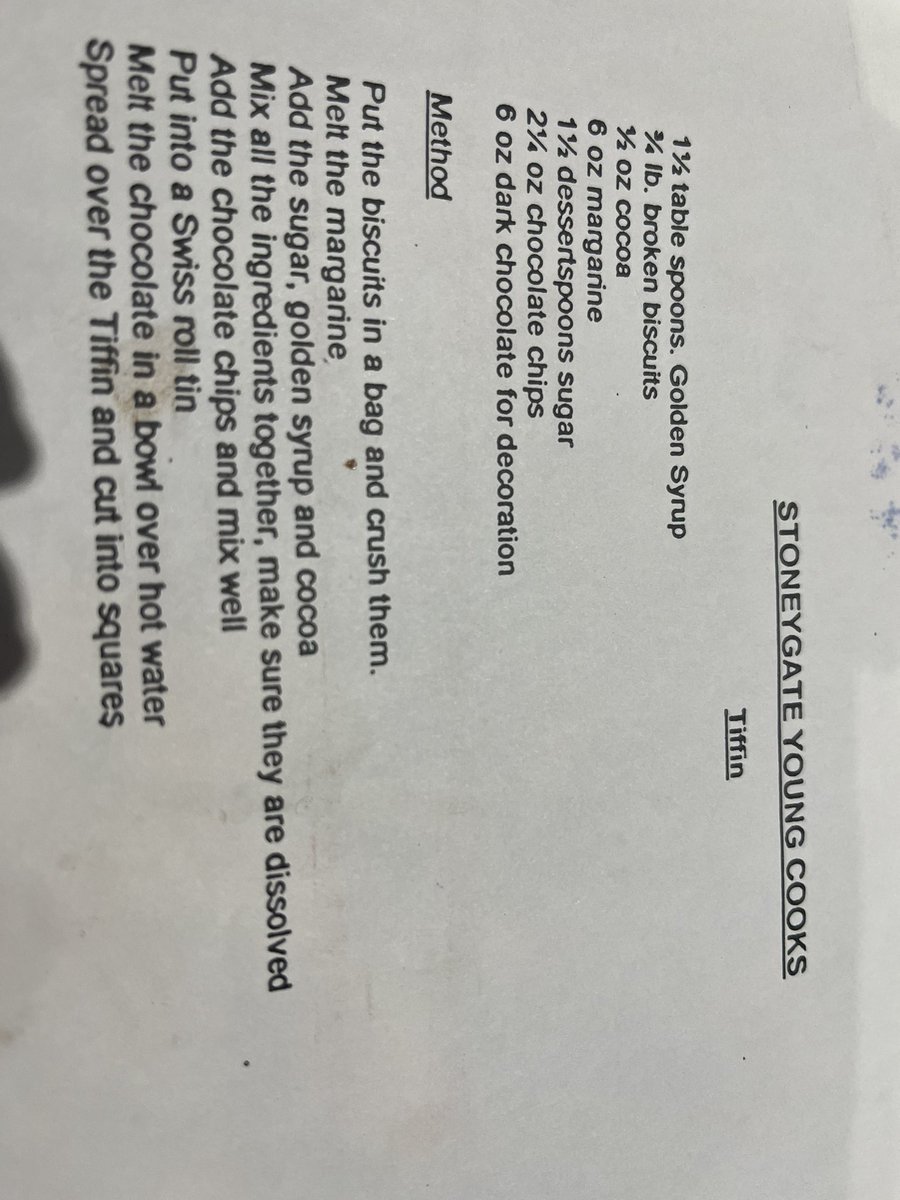 STONEYGATE YOUNG COOKS
Tiffin
1½ table spoons. Golden Syrup
¾ lb. broken biscuits
½ oz cocoa
6 oz margarine
1½ dessertspoons sugar
2¼ oz chocolate chips
6 oz dark chocolate for decoration
Method
Put the biscuits in a bag and crush them.
Melt the margarine
Add the sugar, golden syrup and cocoa
Mix all the ingredients together, make sure they are dissolved
Add the chocolate chips and mix well
Put into a Swiss roll tin
Melt the chocolate in a bowl over hot water
Spread over the Tiffin and cut into squares